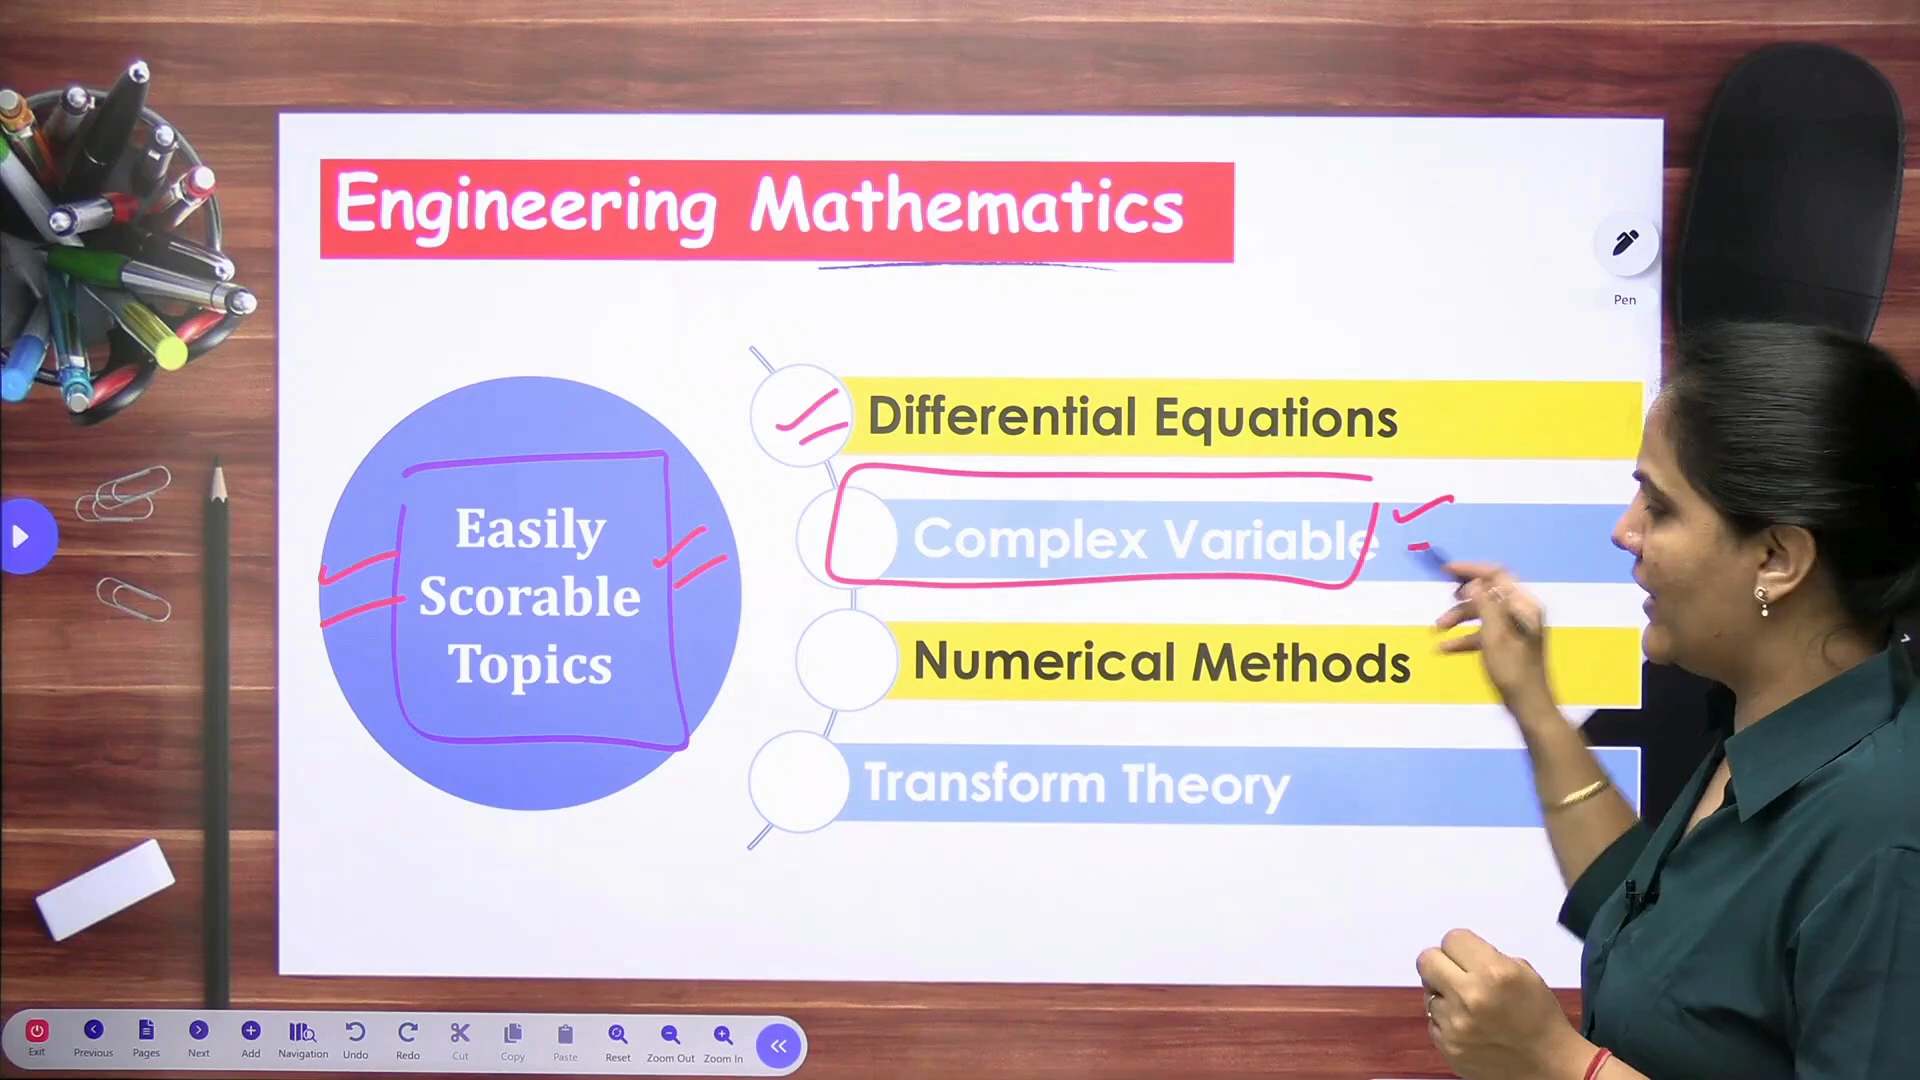 Engineering Mathematics
Pen
Easily
Scorable
Topics
Differential Equations
Complex Variable
Numerical Methods
Transform Theory
Exit
Previous
Pages
Next
Add
Navigation
Undo
Redo
Cut
Copy
Paste
Reset
Zoom Out
Zoom In